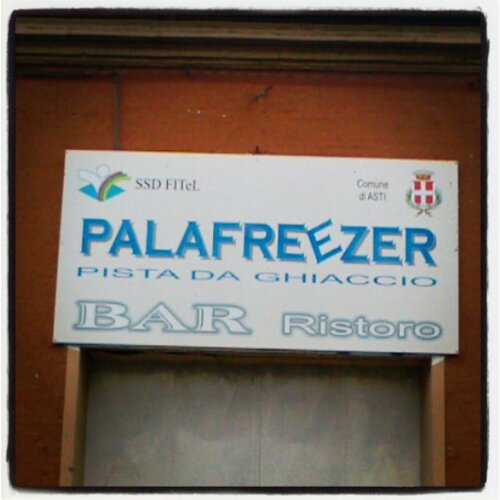 SSD FITeL
Comune
di ASTI
PALAFREEZER
PISTA DA GHIACCIO
BAR Ristoro